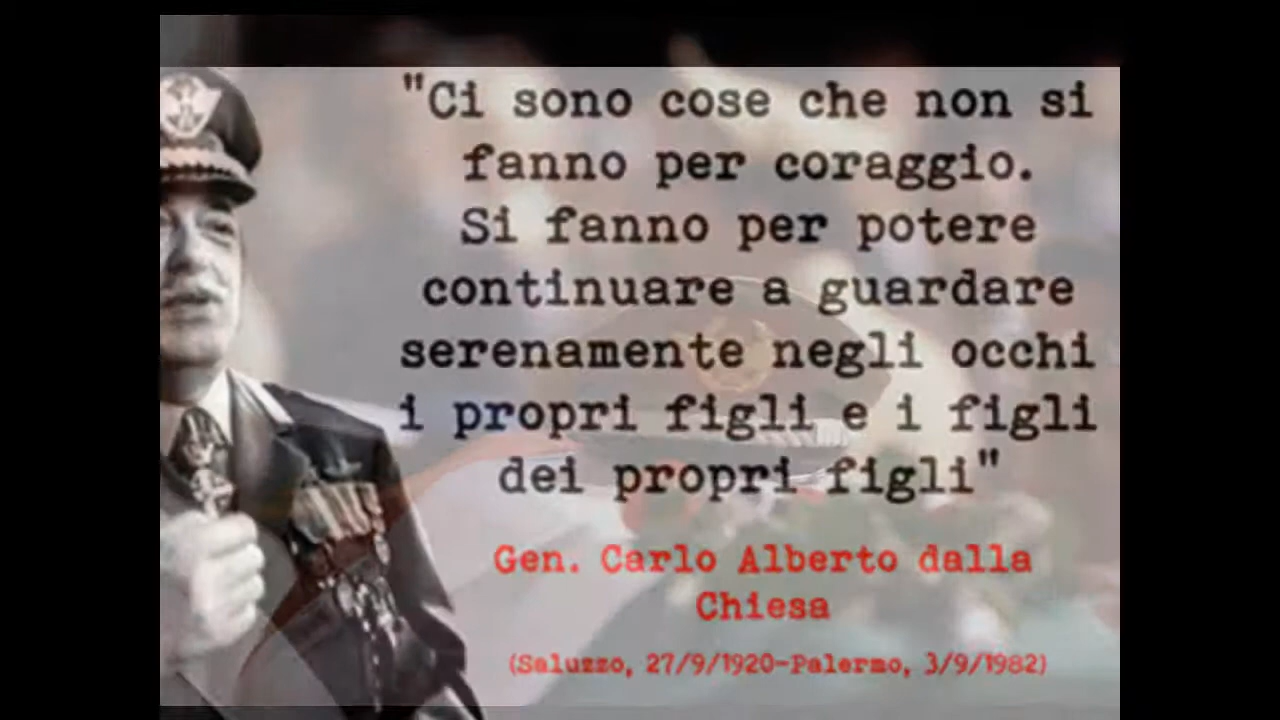 "Ci sono cose che non si
fanno per coraggio.
Si fanno per potere
continuare a guardare
serenamente negli occhi
i propri figli e i figli
dei propri figli"
Gen. Carlo Alberto dalla
Chiesa
(Saluzzo, 27/9/1920-Palermo, 3/9/1982)